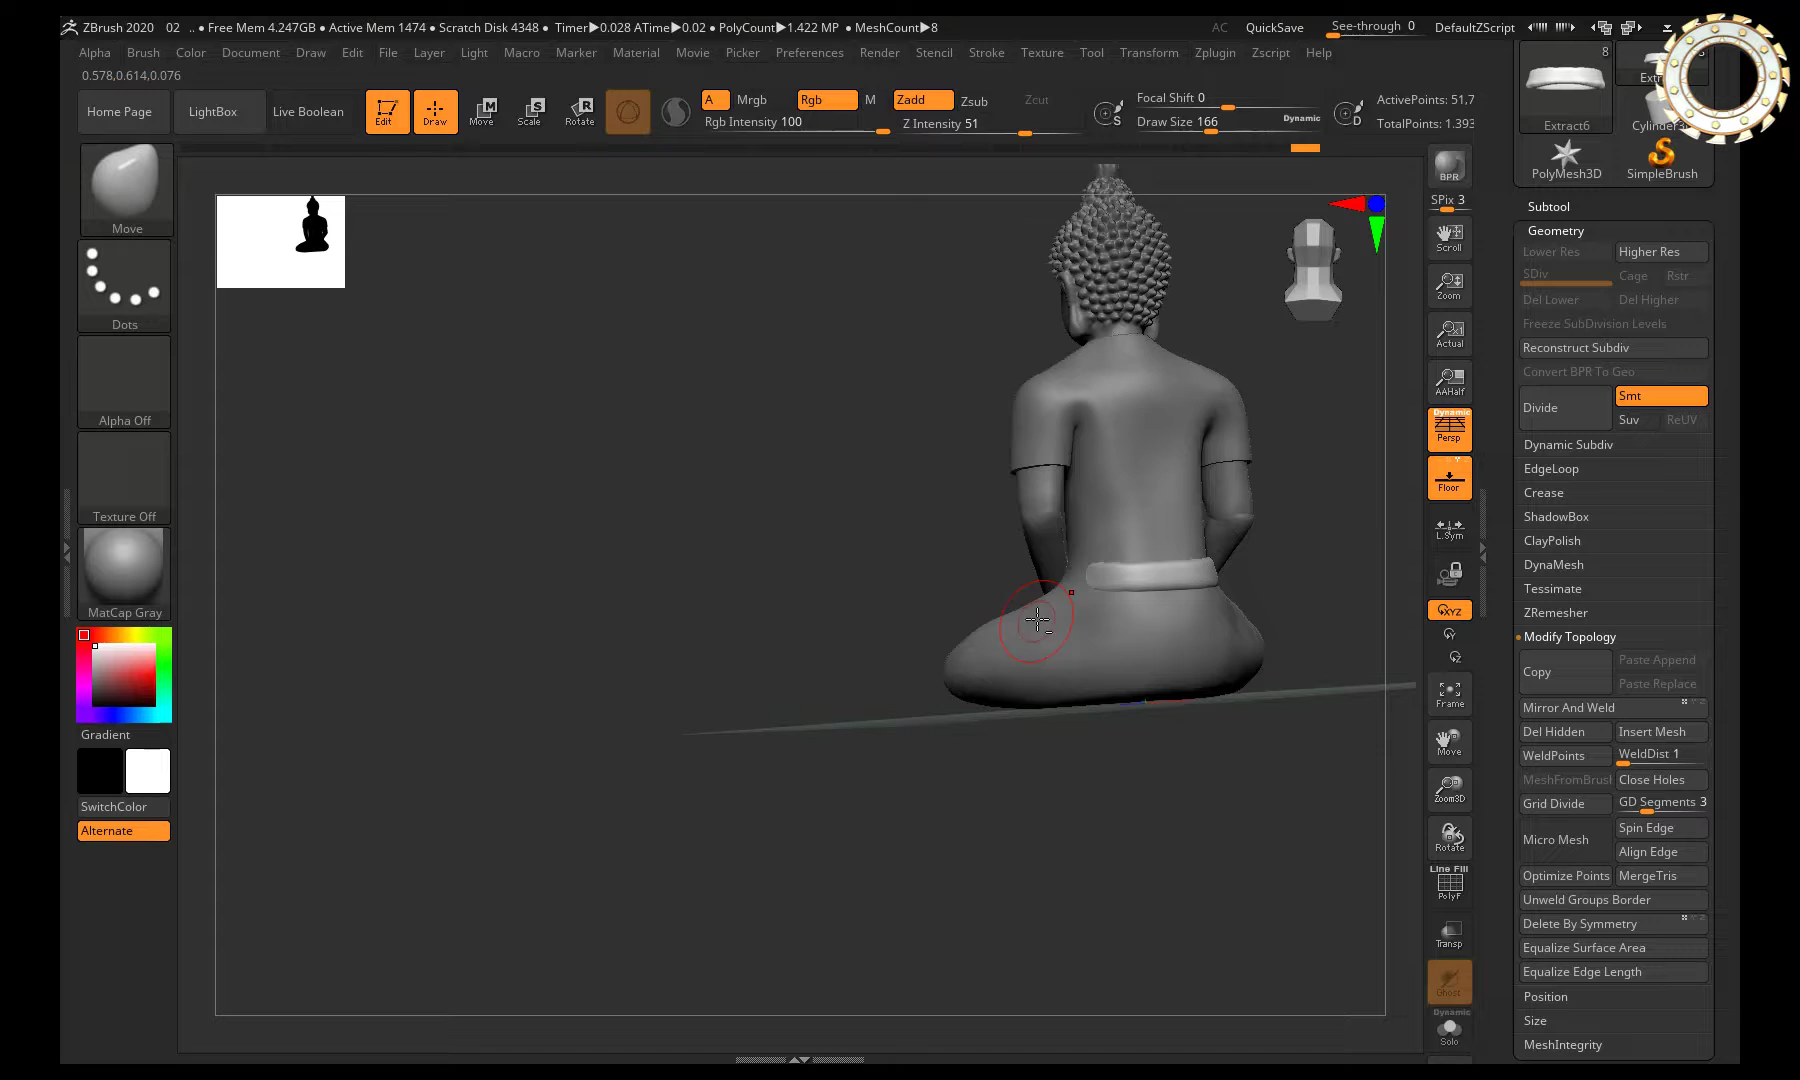 ZBrush 2020 02 .. • Free Mem 4.247GB • Active Mem 1474 • Scratch Disk 4348 • Timer▶0.028 ATime▶0.02 • PolyCount▶1.422 MP • MeshCount▶8 AC QuickSave See-through 0 DefaultZScript
Alpha Brush Color Document Draw Edit File Layer Light Macro Marker Material Movie Picker Preferences Render Stencil Stroke Texture Tool Transform Zplugin Zscript Help
0.578,0.614,0.076
Home Page LightBox Live Boolean Edit Draw Move Scale Rotate
A Mrgb Rgb M Zadd Zsub Zcut
Rgb Intensity 100 Z Intensity 51
Focal Shift 0
Draw Size 166 Dynamic
ActivePoints: 51,7
TotalPoints: 1.393
Move
Dots
Alpha Off
Texture Off
MatCap Gray
Gradient
SwitchColor
Alternate
BPR
SPix 3
Scroll
Zoom
Actual
AAHalf
Dynamic
Persp
Floor
L.Sym
XYZ
Frame
Move
Zoom3D
Rotate
Line Fill
PolyF
Transp
Ghost
Dynamic
Solo
8
Extract6
PolyMesh3D SimpleBrush
Subtool
Geometry
Lower Res Higher Res
SDiv Cage Rstr
Del Lower Del Higher
Freeze SubDivision Levels
Reconstruct Subdiv
Convert BPR To Geo
Divide Smt
Suv ReUV
Dynamic Subdiv
EdgeLoop
Crease
ShadowBox
ClayPolish
DynaMesh
Tessimate
ZRemesher
Modify Topology
Copy Paste Append
Paste Replace
Mirror And Weld
Del Hidden Insert Mesh
WeldPoints WeldDist 1
MeshFromBrus Close Holes
Grid Divide GD Segments 3
Micro Mesh Spin Edge
Align Edge
Optimize Points MergeTris
Unweld Groups Border
Delete By Symmetry
Equalize Surface Area
Equalize Edge Length
Position
Size
MeshIntegrity